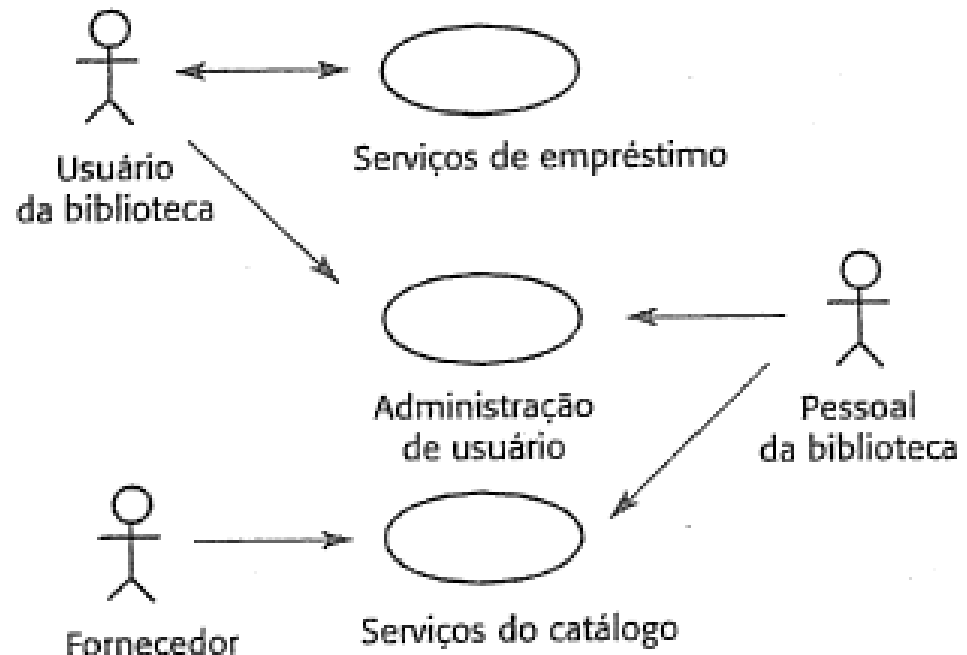 Usuário
da biblioteca
Serviços de empréstimo
Administração
de usuário
Pessoal
da biblioteca
Fornecedor
Serviços do catálogo